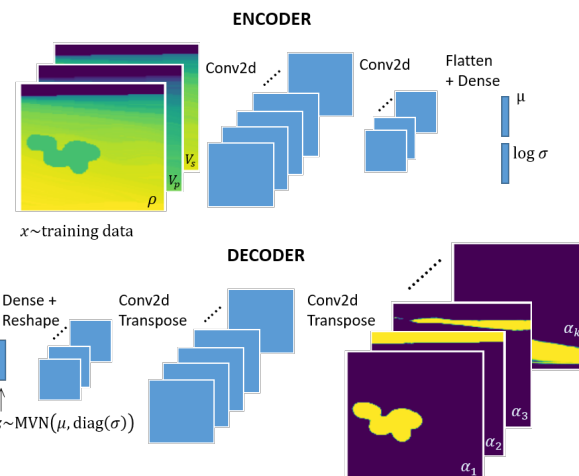 ENCODER
Conv2d
Conv2d
Flatten
+ Dense
μ
log σ
V_s
V_p
ρ
x~training data
DECODER
Dense +
Reshape
Conv2d
Transpose
Conv2d
Transpose
α_k
α_3
α_2
α_1
~MVN(μ, diag(σ))